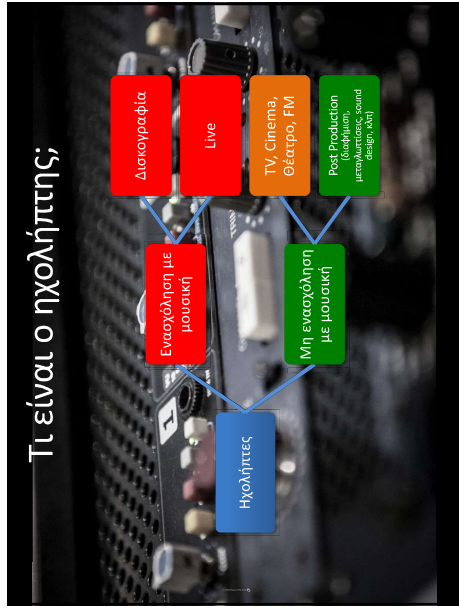 Τι είναι ο ηχολήπτης;
Ηχολήπτες
Ενασχόληση με
μουσική
Δισκογραφία
Live
Μη ενασχόληση
με μουσική
TV, Cinema,
Θέατρο, FM
Post Production
(διαφήμιση,
μεταγλωττίσεις, sound
design, κλπ)
1